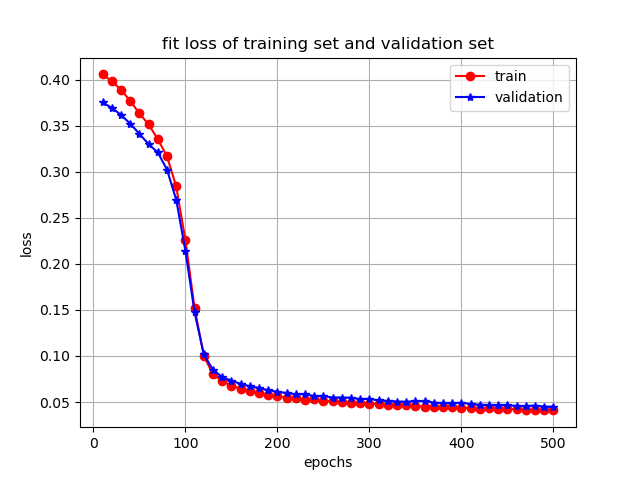 fit loss of training set and validation set
train
validation
0.40
0.35
0.30
0.25
0.20
0.15
0.10
0.05
loss
0
100
200
300
400
500
epochs